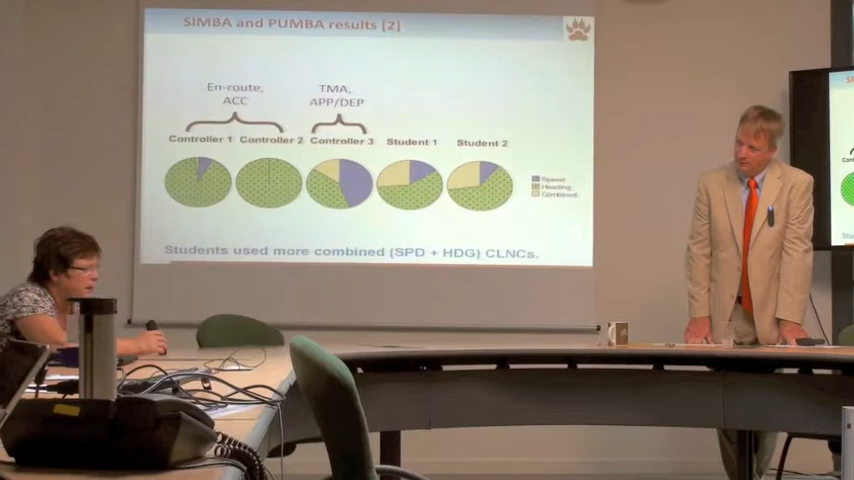 SIMBA and PUMBA results [2]
En-route,
ACC
TMA,
APP/DEP
Controller 1
Controller 2
Controller 3
Student 1
Student 2
Speed
Heading
Combined
Students used more combined (SPD + HDG) CLNCs.